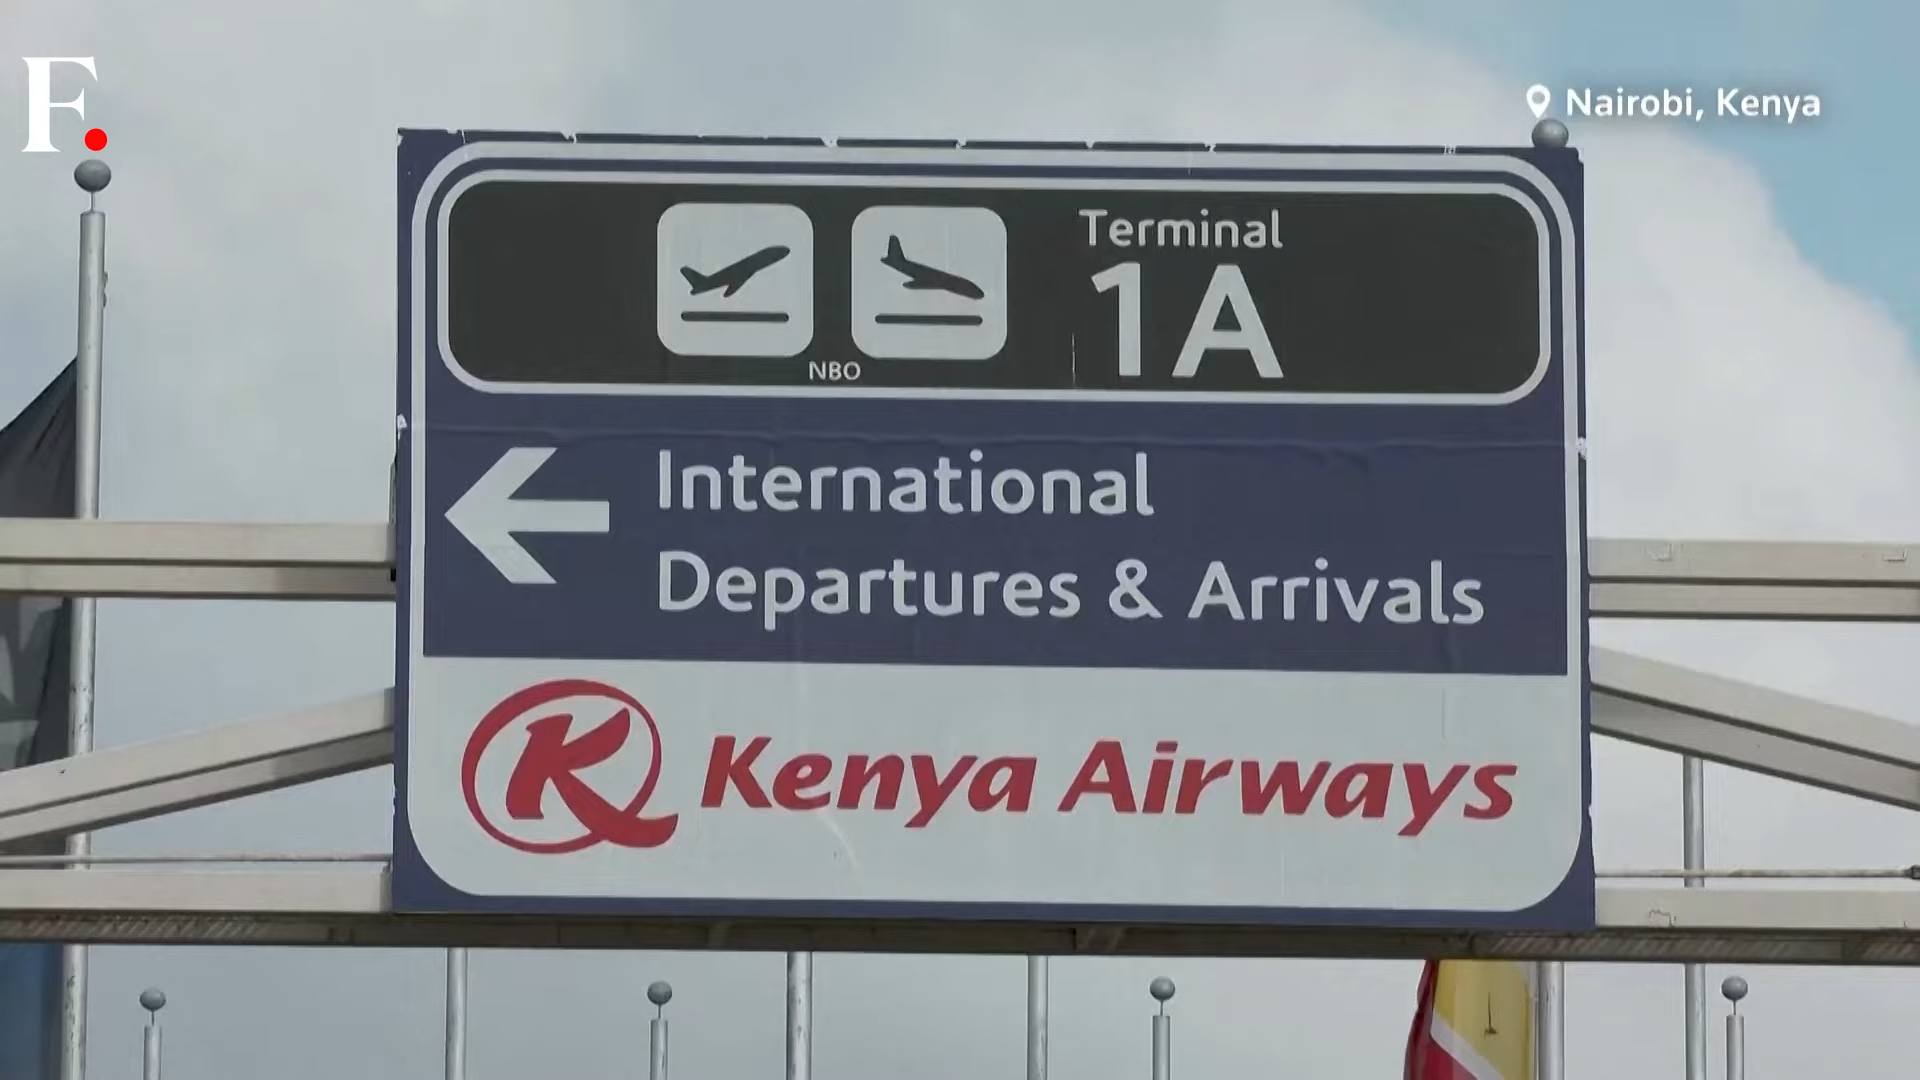 F.
Nairobi, Kenya
Terminal
1A
NBO
International
Departures & Arrivals
K Kenya Airways